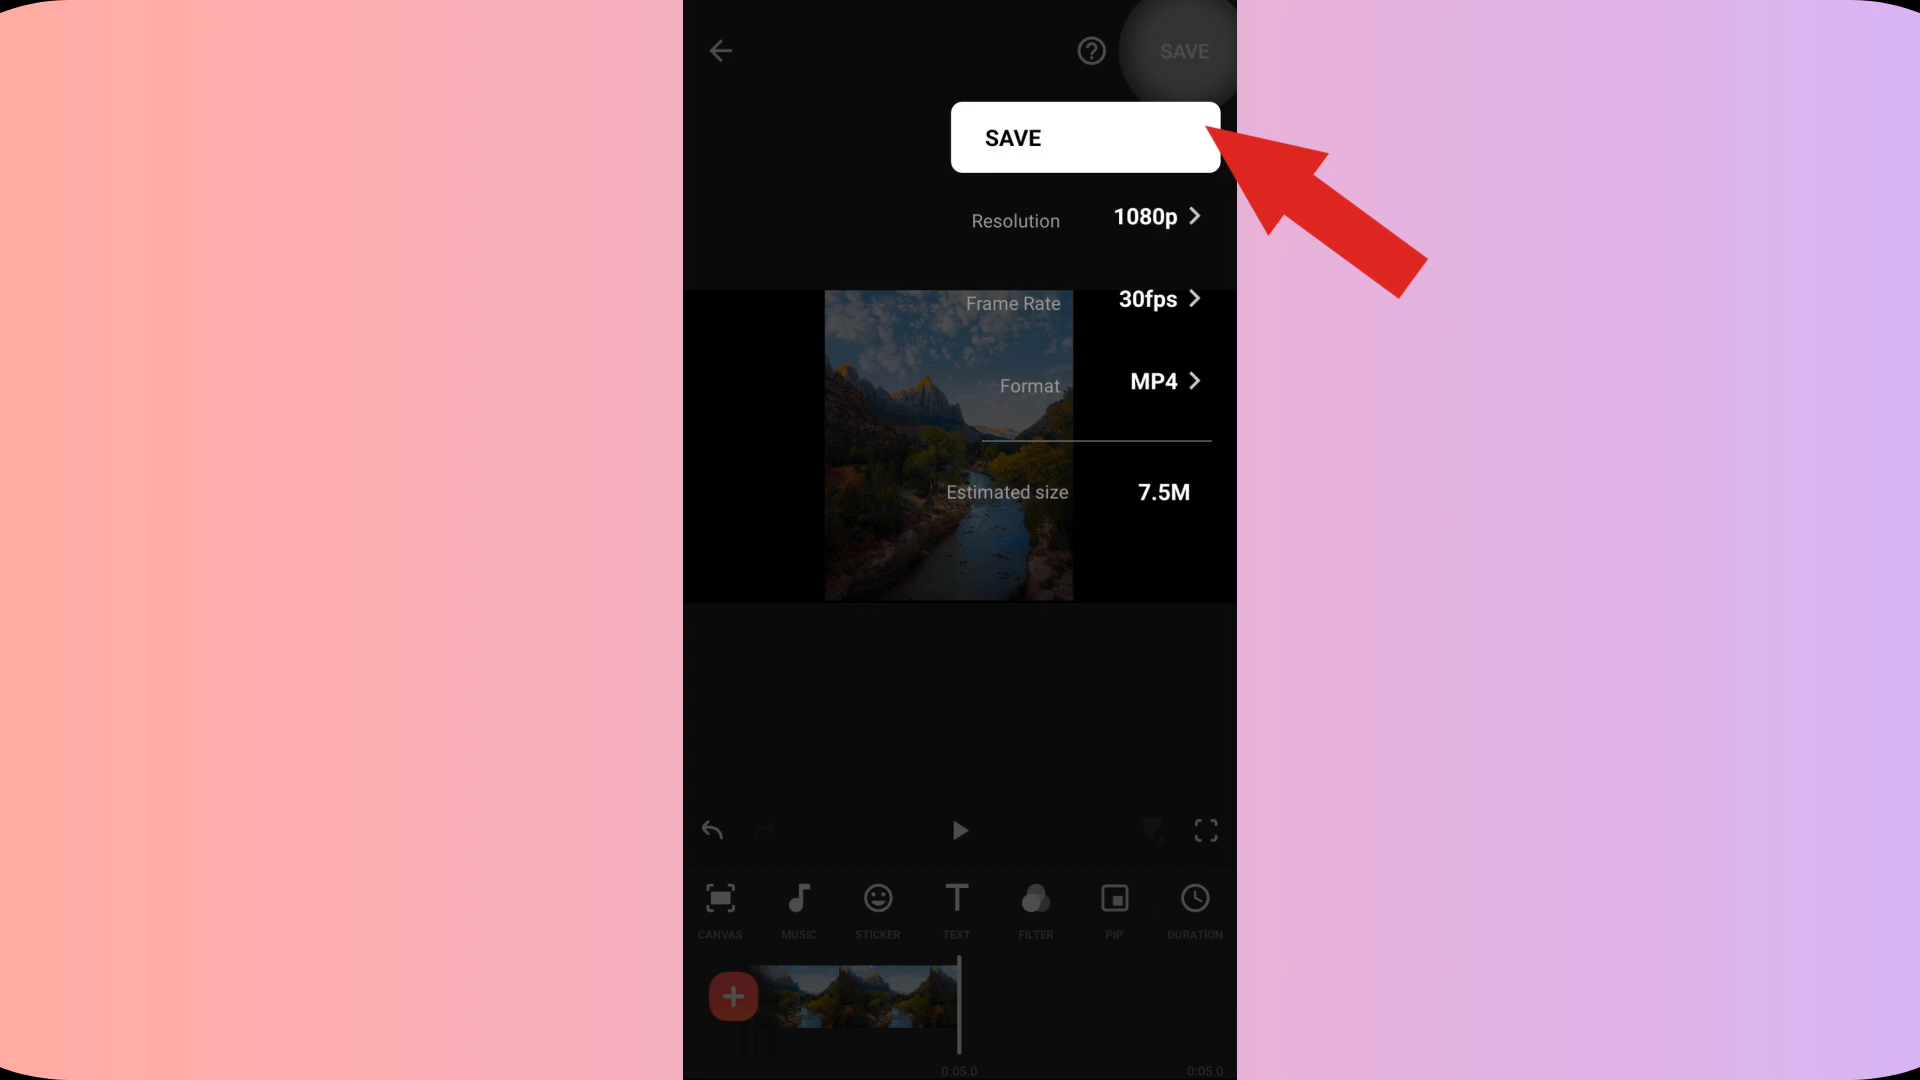 SAVE
SAVE
Resolution 1080p
Frame Rate 30fps
Format MP4
Estimated size 7.5M
CANVAS MUSIC STICKER TEXT FILTER PIP DURATION
0:05.0 0:05.0